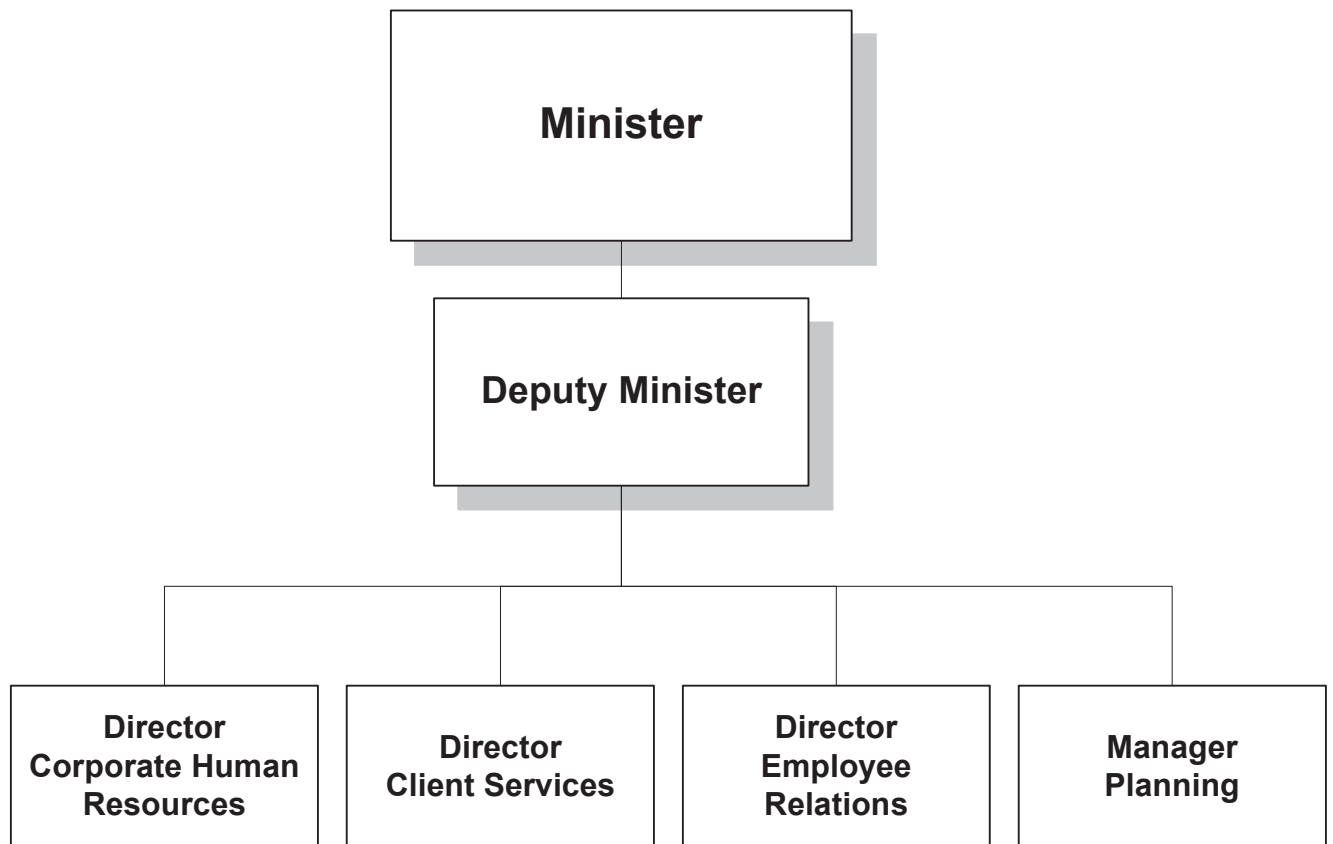 Minister
Deputy Minister
Director
Corporate Human
Resources
Director
Client Services
Director
Employee
Relations
Manager
Planning